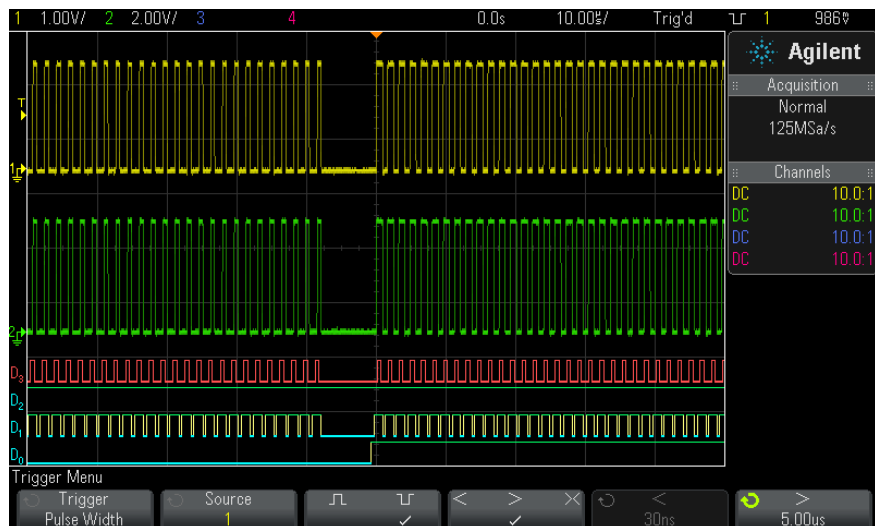 1 1.00V/ 2 2.00V/ 3 4 0.0s 10.00us/ Trig'd 1 986mV
Agilent
Acquisition
Normal
125MSa/s
Channels
DC 10.0:1
DC 10.0:1
DC 10.0:1
DC 10.0:1
T
1
2
D3
D2
D1
D0
Trigger Menu
Trigger Source < > >< < >
Pulse Width 1 30ns 5.00us